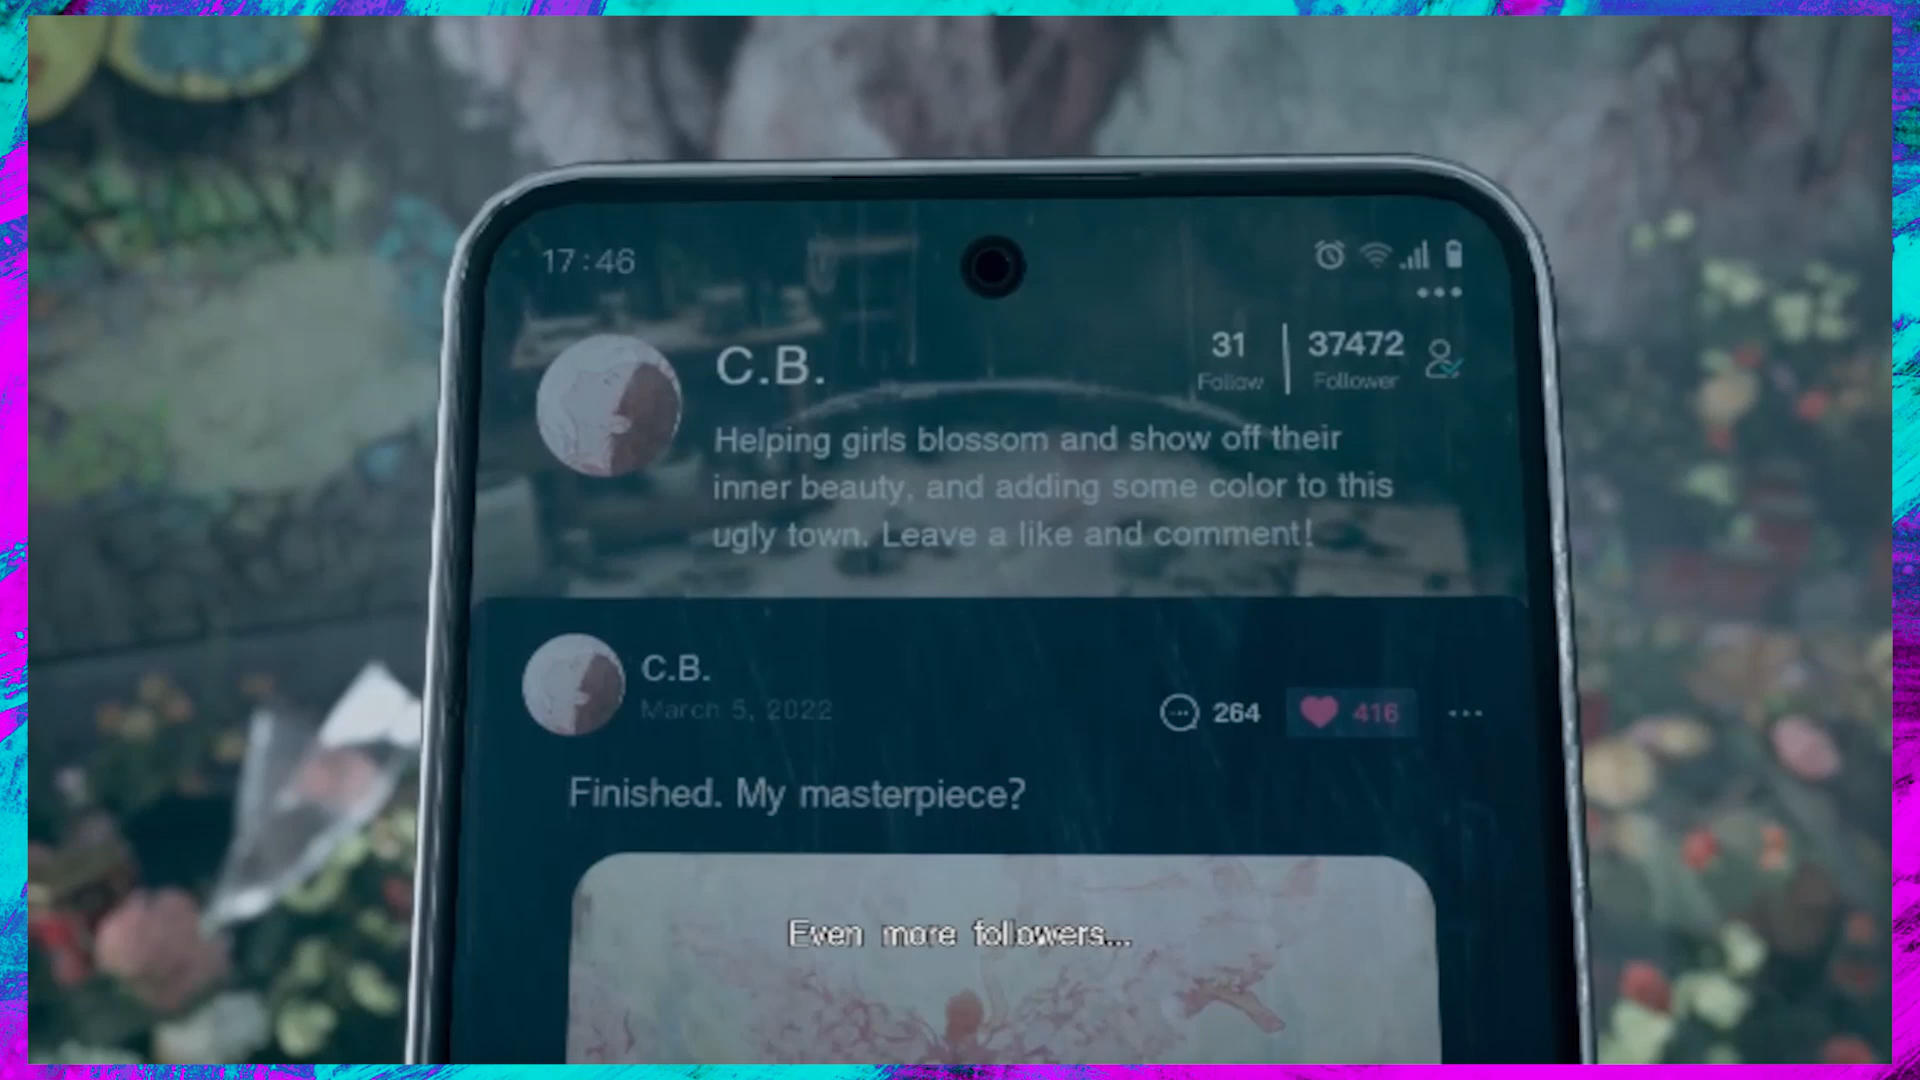 17:46
C.B.
31
Follow
37472
Follower
Helping girls blossom and show off their
inner beauty, and adding some color to this
ugly town. Leave a like and comment!
C.B.
March 5, 2022
264
416
Finished. My masterpiece?
Even more followers...